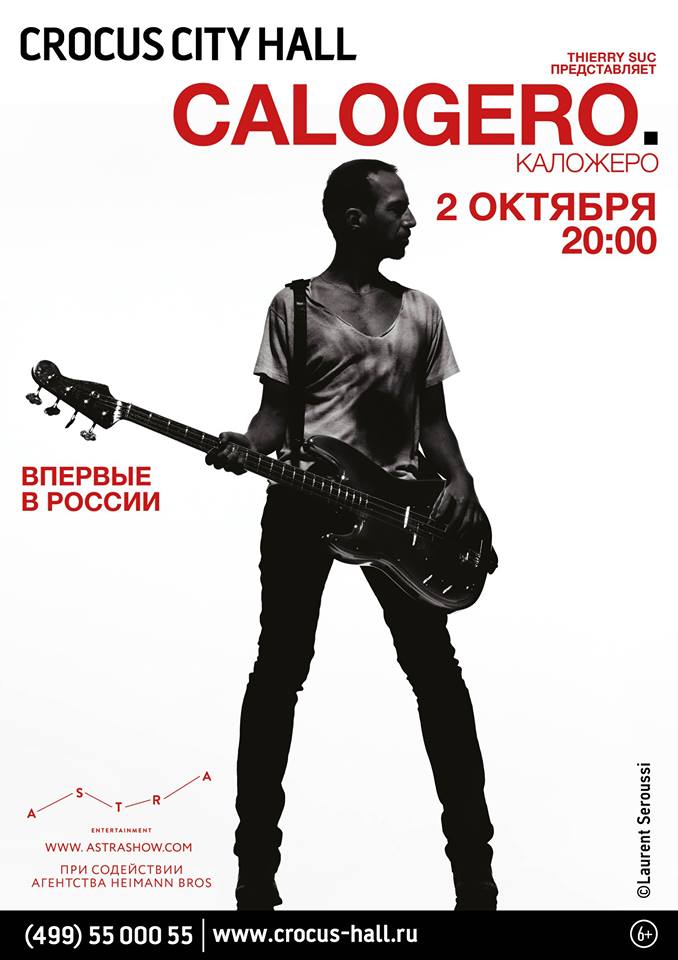 CROCUS CITY HALL
THIERRY SUC
ПРЕДСТАВЛЯЕТ
CALOGERO.
КАЛОЖЕРО
2 ОКТЯБРЯ
20:00
ВПЕРВЫЕ
В РОССИИ
ASTRA
ENTERTAINMENT
WWW. ASTRASHOW.COM
ПРИ СОДЕЙСТВИИ
АГЕНТСТВА HEIMANN BROS
©Laurent Seroussi
(499) 55 000 55 | www.crocus-hall.ru
6+